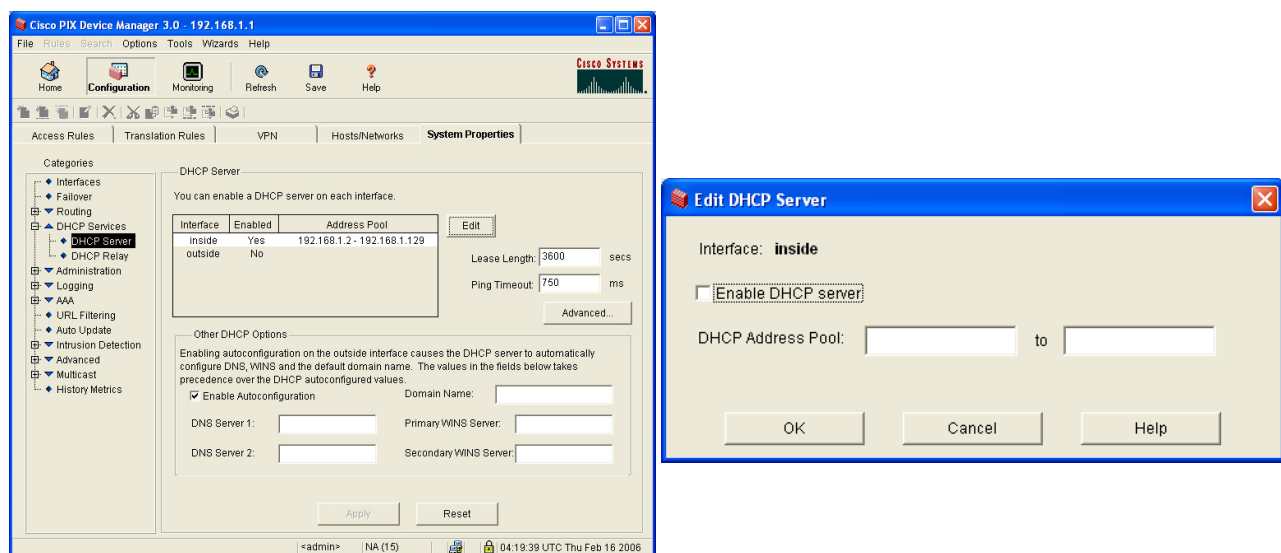 Cisco PIX Device Manager 3.0 - 192.168.1.1
File Rules Search Options Tools Wizards Help
Home Configuration Monitoring Refresh Save Help
CISCO SYSTEMS
Access Rules Translation Rules VPN Hosts/Networks System Properties
Categories
Interfaces
Failover
Routing
DHCP Services
DHCP Server
DHCP Relay
Administration
Logging
AAA
URL Filtering
Auto Update
Intrusion Detection
Advanced
Multicast
History Metrics
DHCP Server
You can enable a DHCP server on each interface.
Interface Enabled Address Pool
inside Yes 192.168.1.2 - 192.168.1.129
outside No
Edit
Lease Length: 3600 secs
Ping Timeout: 750 ms
Advanced...
Other DHCP Options
Enabling autoconfiguration on the outside interface causes the DHCP server to automatically
configure DNS, WINS and the default domain name. The values in the fields below takes
precedence over the DHCP autoconfigured values.
Enable Autoconfiguration Domain Name:
DNS Server 1: Primary WINS Server:
DNS Server 2: Secondary WINS Server:
Apply Reset
<admin> NA (15) 04:19:39 UTC Thu Feb 16 2006
Edit DHCP Server
Interface: inside
Enable DHCP server
DHCP Address Pool: to
OK Cancel Help